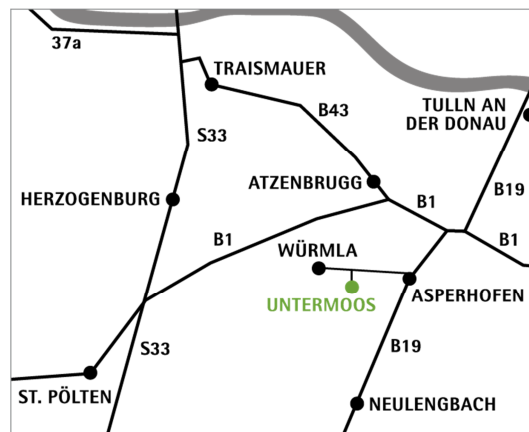 37a
TRAISMAUER
B43
TULLN AN
DER DONAU
S33
ATZENBRUGG
B19
HERZOGENBURG
B1
B1
B1
WÜRMLA
UNTERMOOS
ASPERHOFEN
B19
S33
ST. PÖLTEN
NEULENGBACH